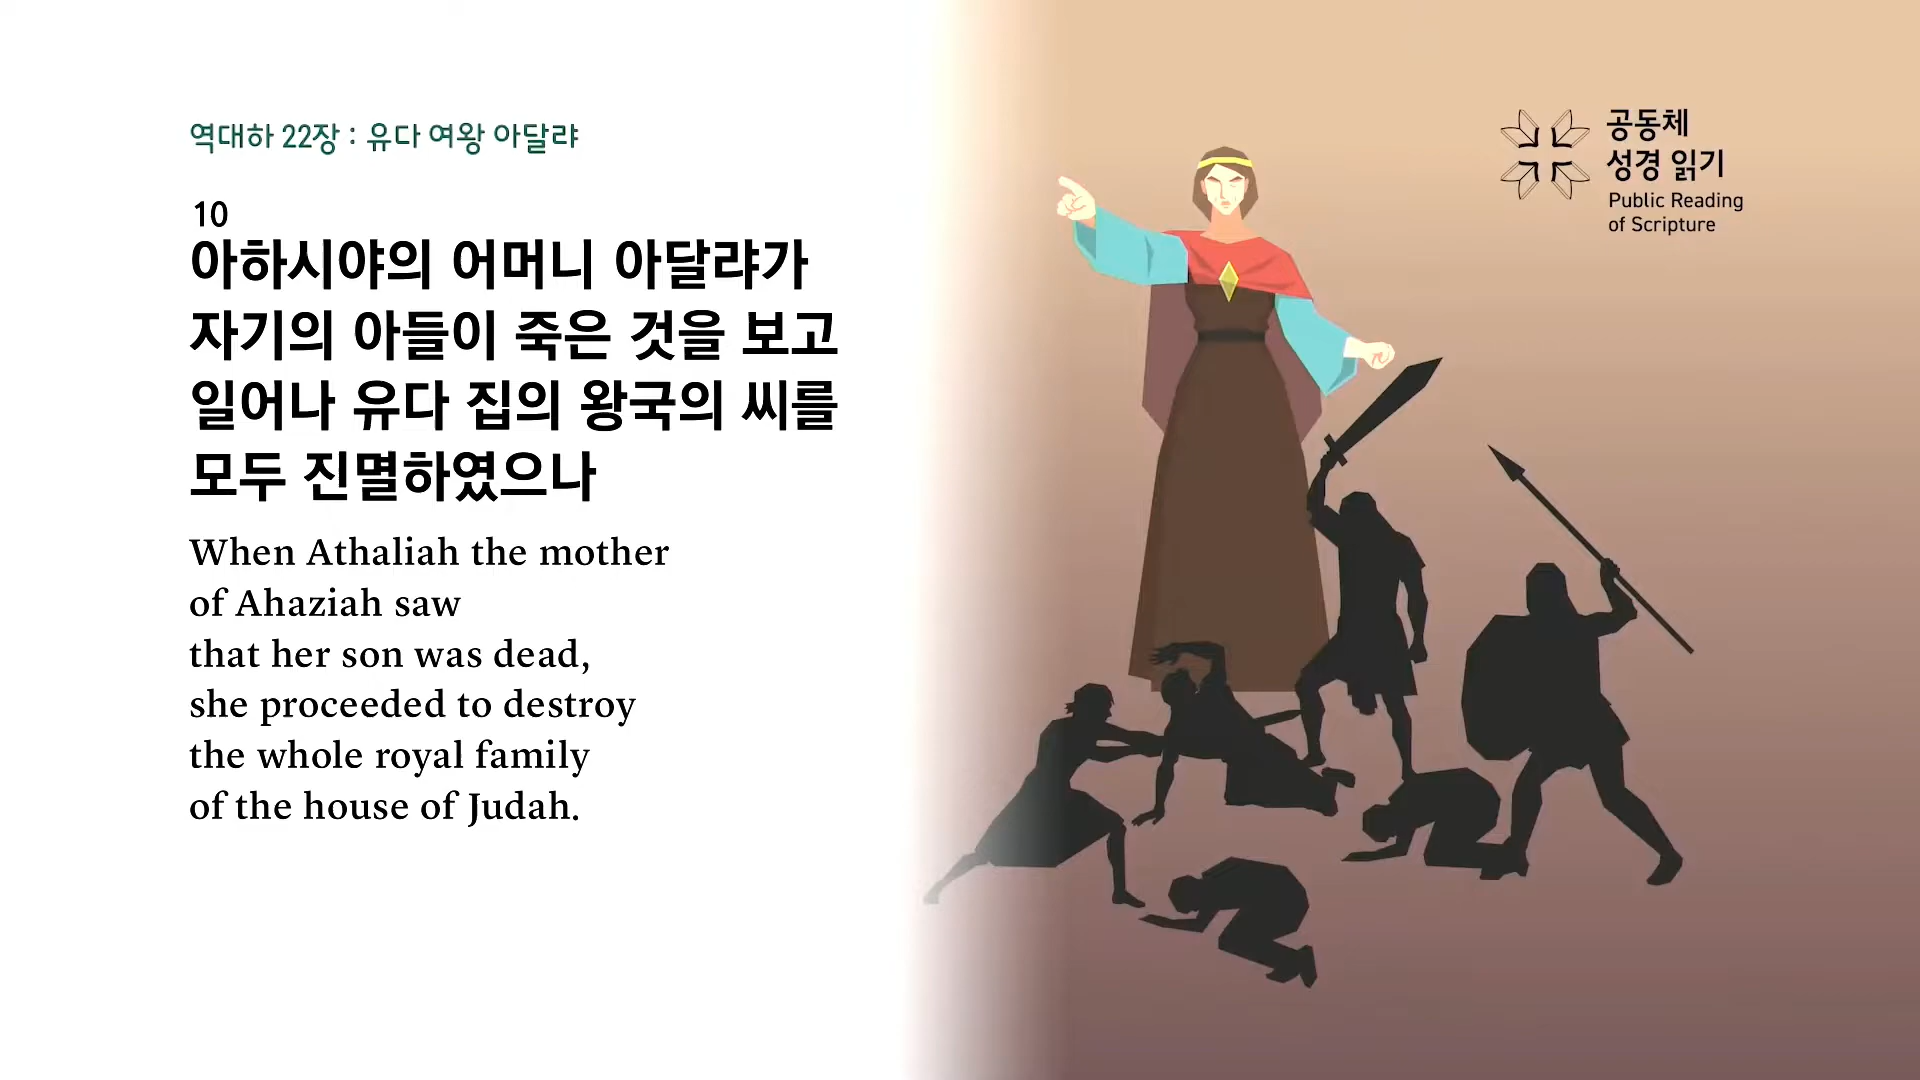 역대하 22장 : 유다 여왕 아달랴
10
아하시야의 어머니 아달랴가
자기의 아들이 죽은 것을 보고
일어나 유다 집의 왕국의 씨를
모두 진멸하였으나
When Athaliah the mother
of Ahaziah saw
that her son was dead,
she proceeded to destroy
the whole royal family
of the house of Judah.
공동체
성경 읽기
Public Reading
of Scripture